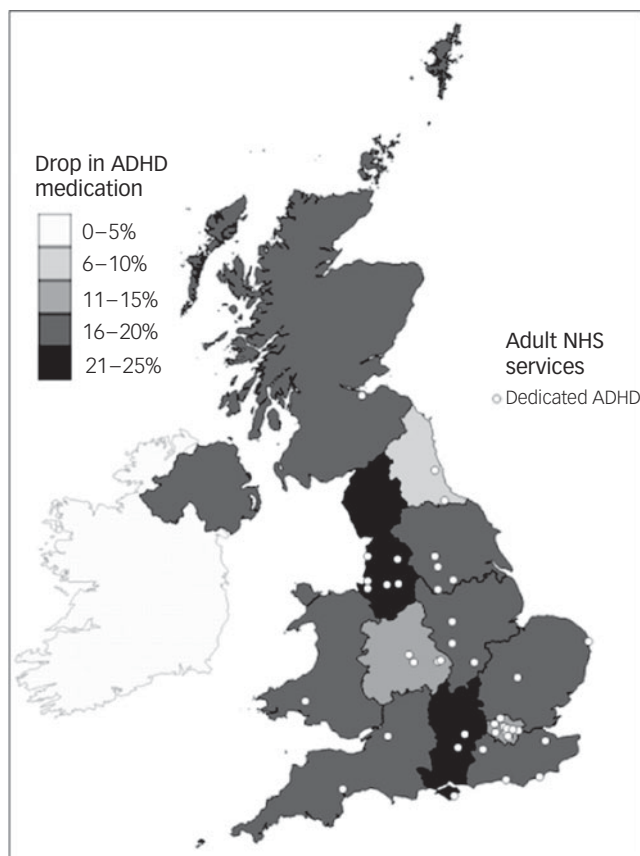 Drop in ADHD
medication
0–5%
6–10%
11–15%
16–20%
21–25%
Adult NHS
services
Dedicated ADHD